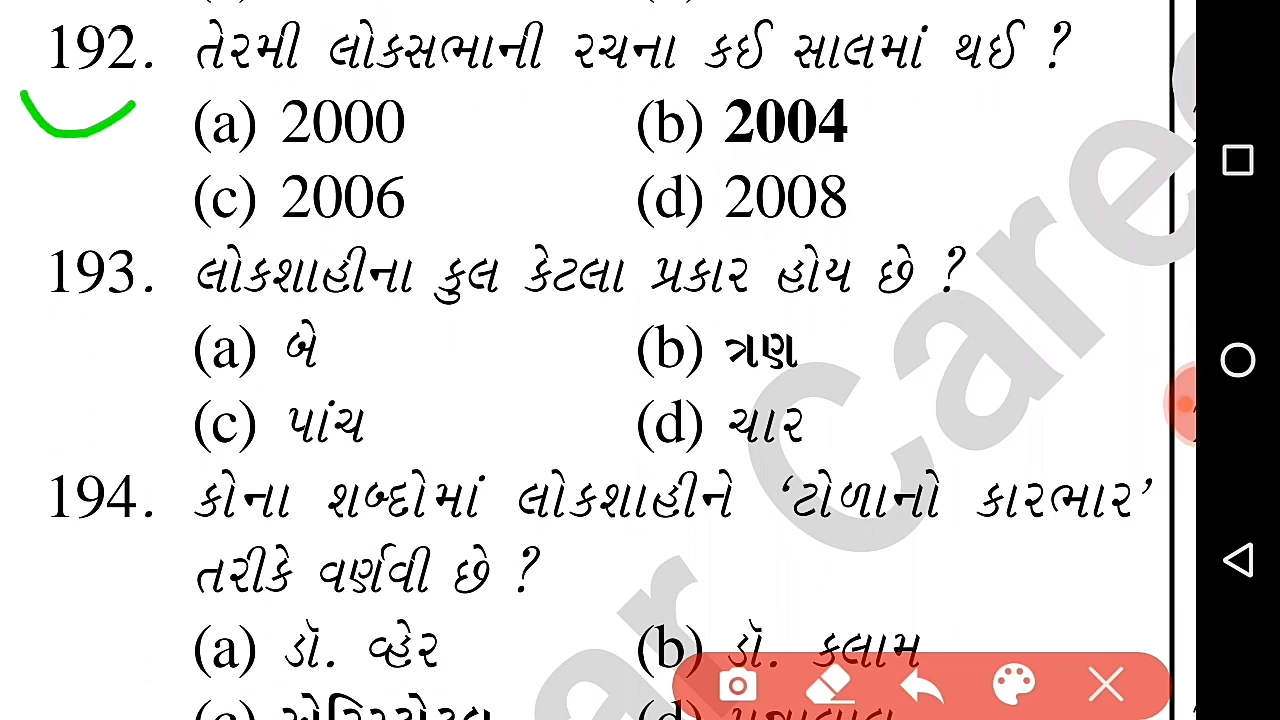 192. તેરમી લોકસભાની રચના કઈ સાલમાં થઈ ?
(a) 2000 (b) 2004
(c) 2006 (d) 2008
193. લોકશાહીના કુલ કેટલા પ્રકાર હોય છે ?
(a) બે (b) ત્રણ
(c) પાંચ (d) ચાર
194. કોના શબ્દોમાં લોકશાહીને ‘ટોળાનો કારભાર’
તરીકે વર્ણવી છે ?
(a) ડૉ. વ્હેર (b) ડૉ. કલામ
Care